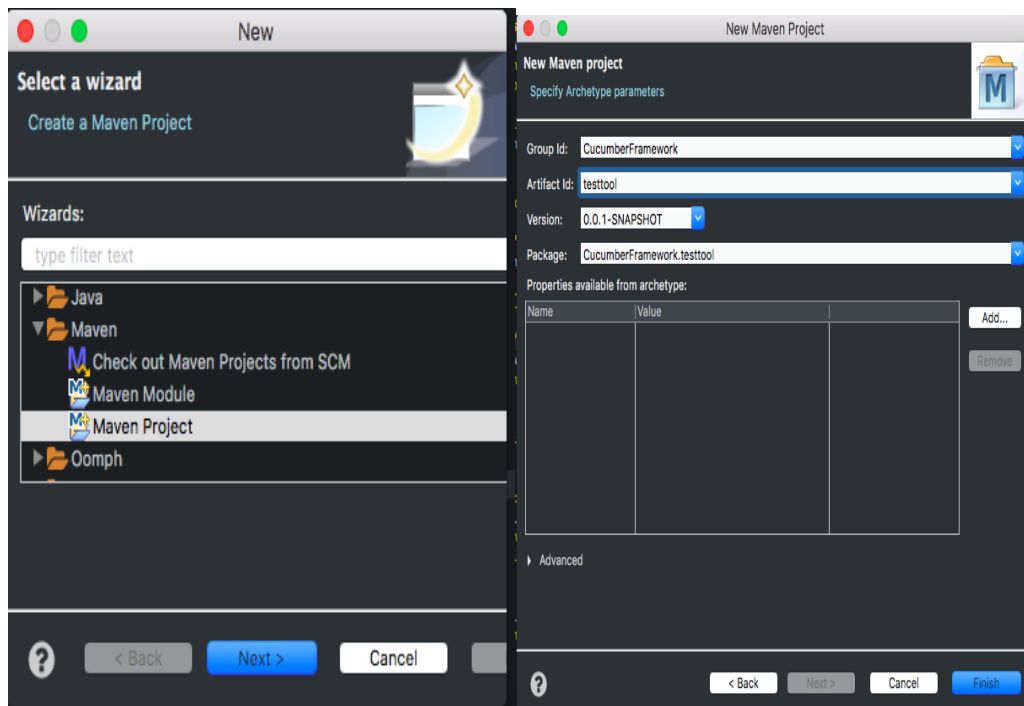 New
Select a wizard
Create a Maven Project
Wizards:
type filter text
Java
Maven
Check out Maven Projects from SCM
Maven Module
Maven Project
Oomph
?
< Back
Next >
Cancel
New Maven Project
New Maven project
Specify Archetype parameters
M
Group Id: CucumberFramework
Artifact Id: testtool
Version: 0.0.1-SNAPSHOT
Package: CucumberFramework.testtool
Properties available from archetype:
Name Value
Add...
Remove
Advanced
?
< Back
Next >
Cancel
Finish